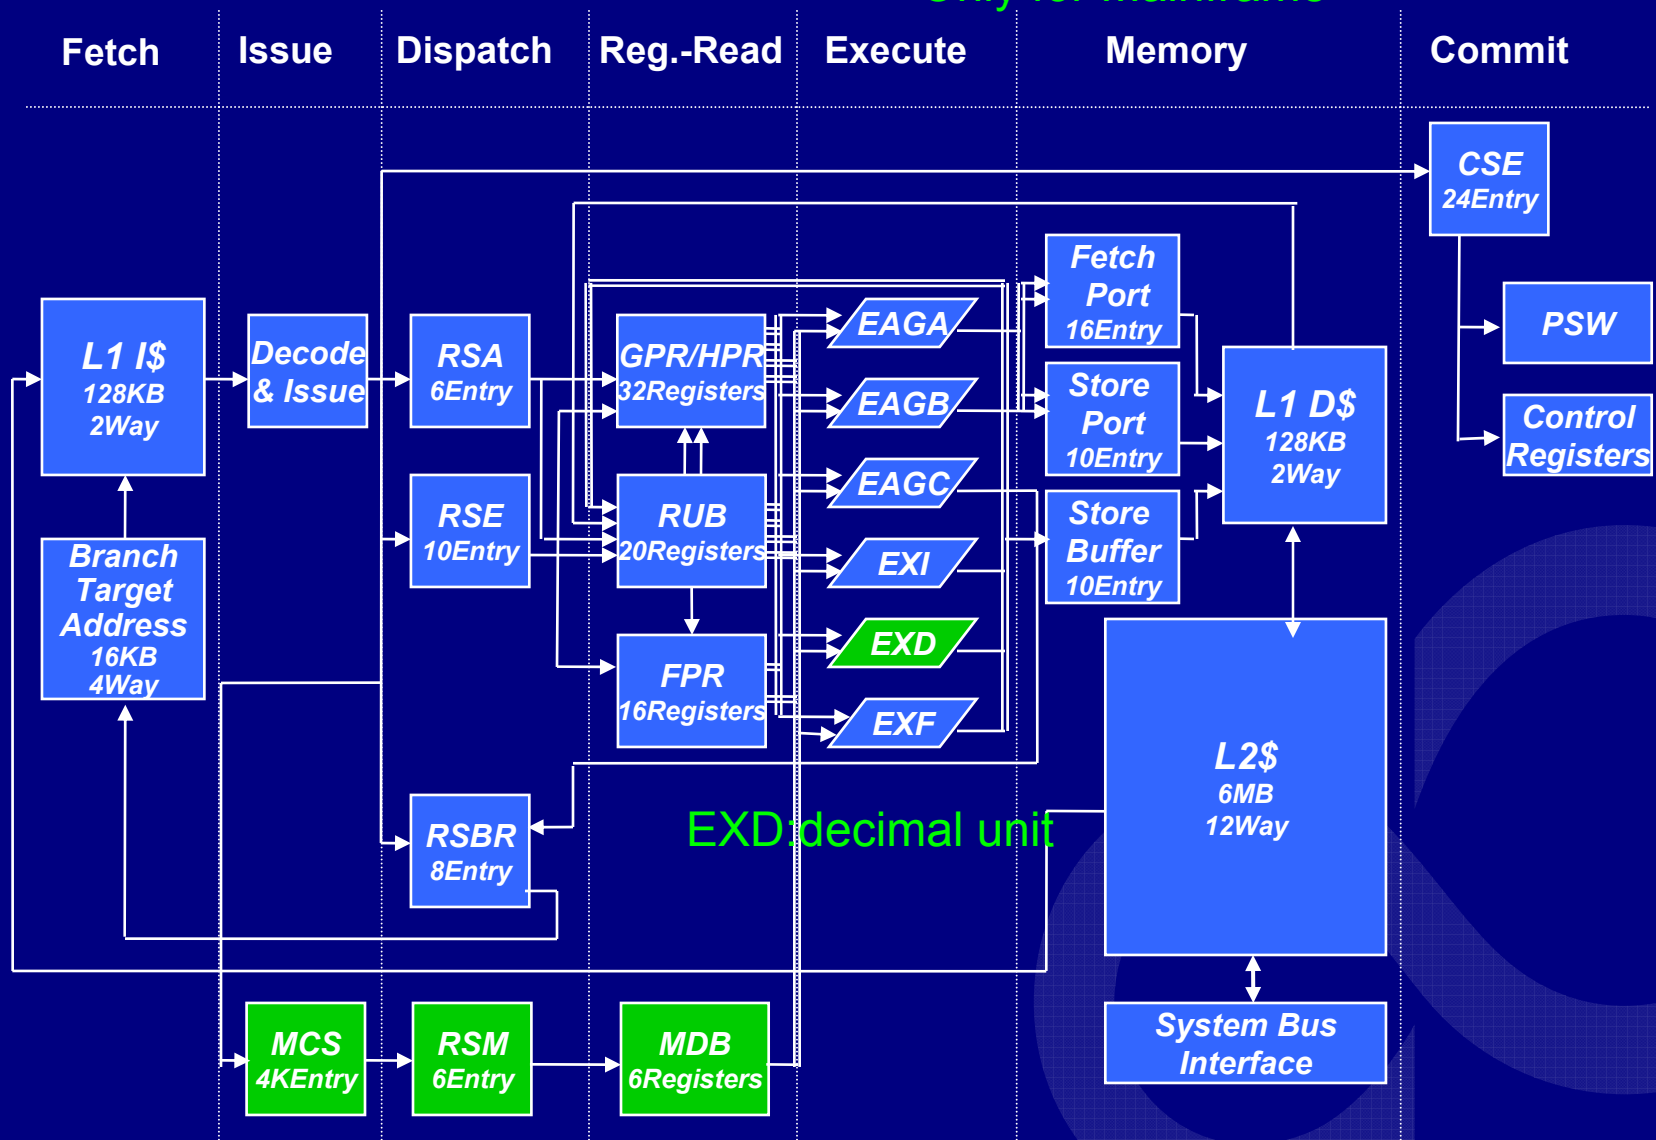 Only for Mainframe
Fetch
Issue
Dispatch
Reg.-Read
Execute
Memory
Commit
CSE
24Entry
Fetch
Port
16Entry
L1 I$
128KB
2Way
Decode
& Issue
RSA
6Entry
GPR/HPR
32Registers
EAGA
PSW
EAGB
Store
Port
10Entry
L1 D$
128KB
2Way
Control
Registers
RSE
10Entry
RUB
20Registers
EAGC
Store
Buffer
10Entry
Branch
Target
Address
16KB
4Way
EXI
EXD
FPR
16Registers
EXF
L2$
6MB
12Way
RSBR
8Entry
EXD:decimal unit
MCS
4KEntry
RSM
6Entry
MDB
6Registers
System Bus
Interface